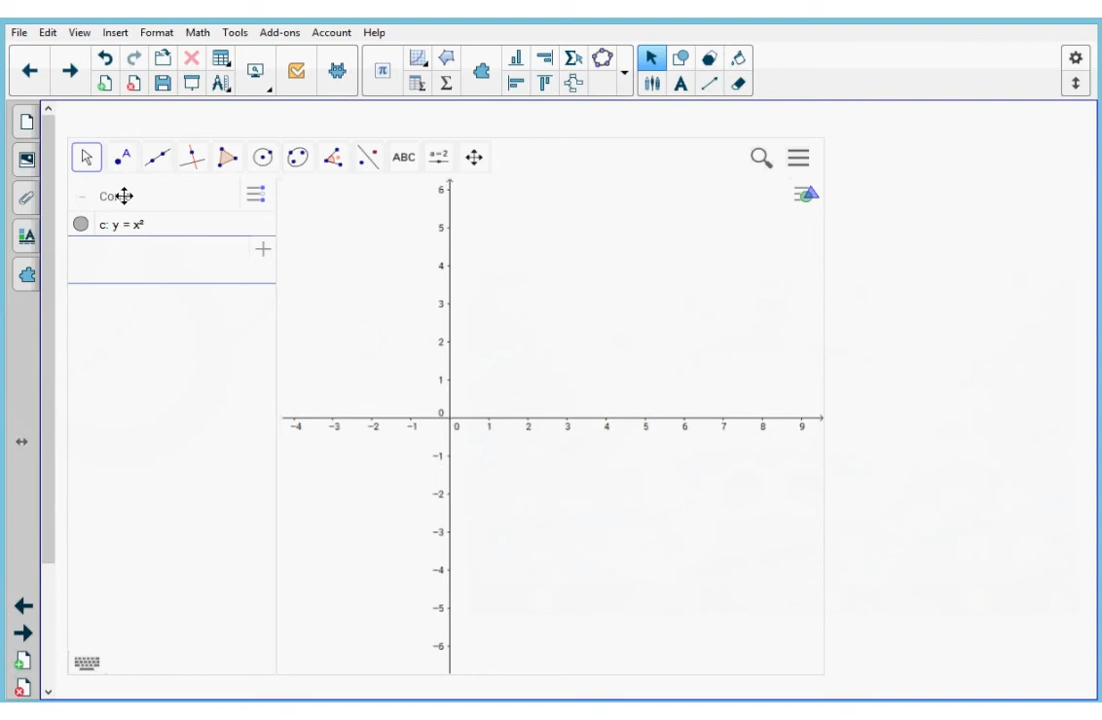 File Edit View Insert Format Math Tools Add-ons Account Help
π Σ A
A
ABC a=2
c: y = x²
6
5
4
3
2
1
0
-4 -3 -2 -1 0 1 2 3 4 5 6 7 8 9
-1
-2
-3
-4
-5
-6